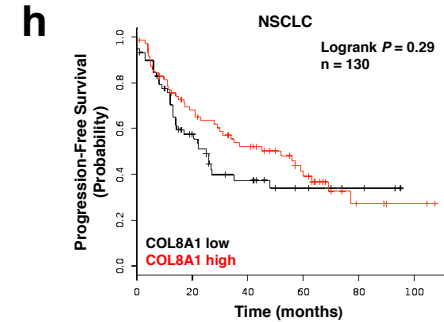 h
NSCLC
Logrank P = 0.29
n = 130
Progression-Free Survival
(Probability)
1.0
0.8
0.6
0.4
0.2
0.0
COL8A1 low
COL8A1 high
0 20 40 60 80 100
Time (months)